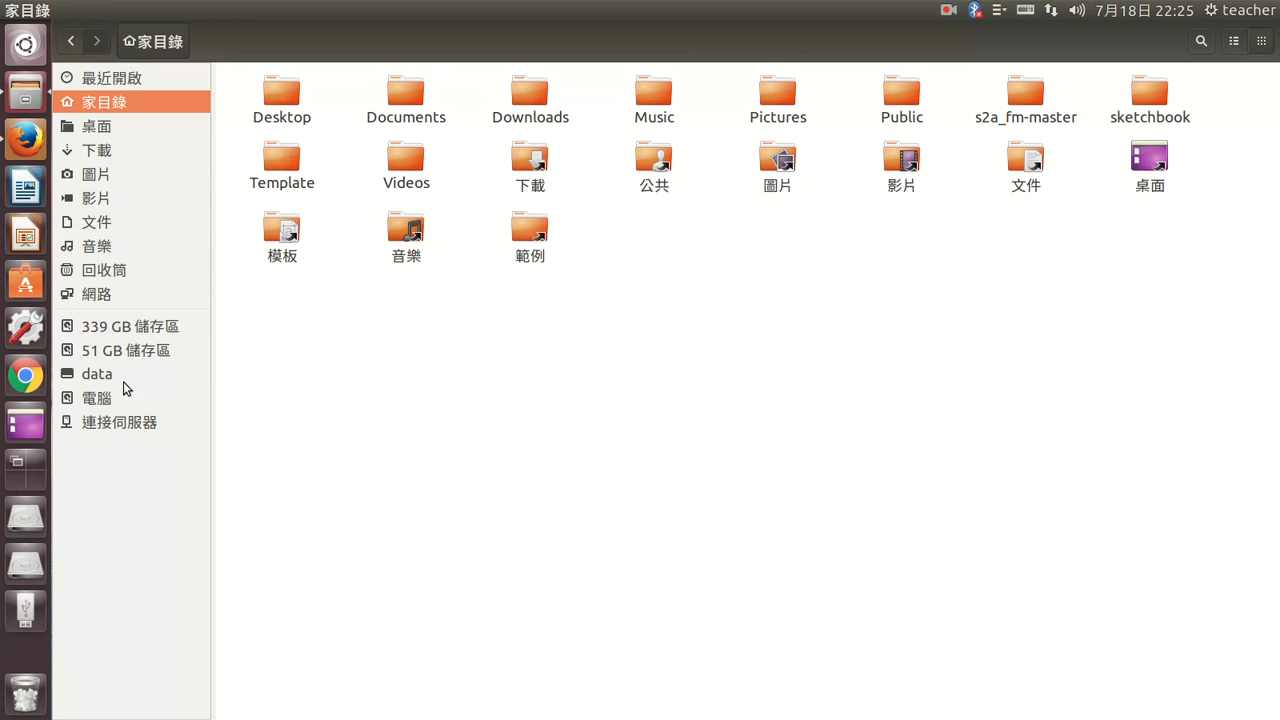 家目錄
7月18日 22:25
teacher
家目錄
最近開啟
家目錄
桌面
下載
圖片
影片
文件
音樂
回收筒
網路
339 GB 儲存區
51 GB 儲存區
data
電腦
連接伺服器
Desktop
Documents
Downloads
Music
Pictures
Public
s2a_fm-master
sketchbook
Template
Videos
下載
公共
圖片
影片
文件
桌面
模板
音樂
範例